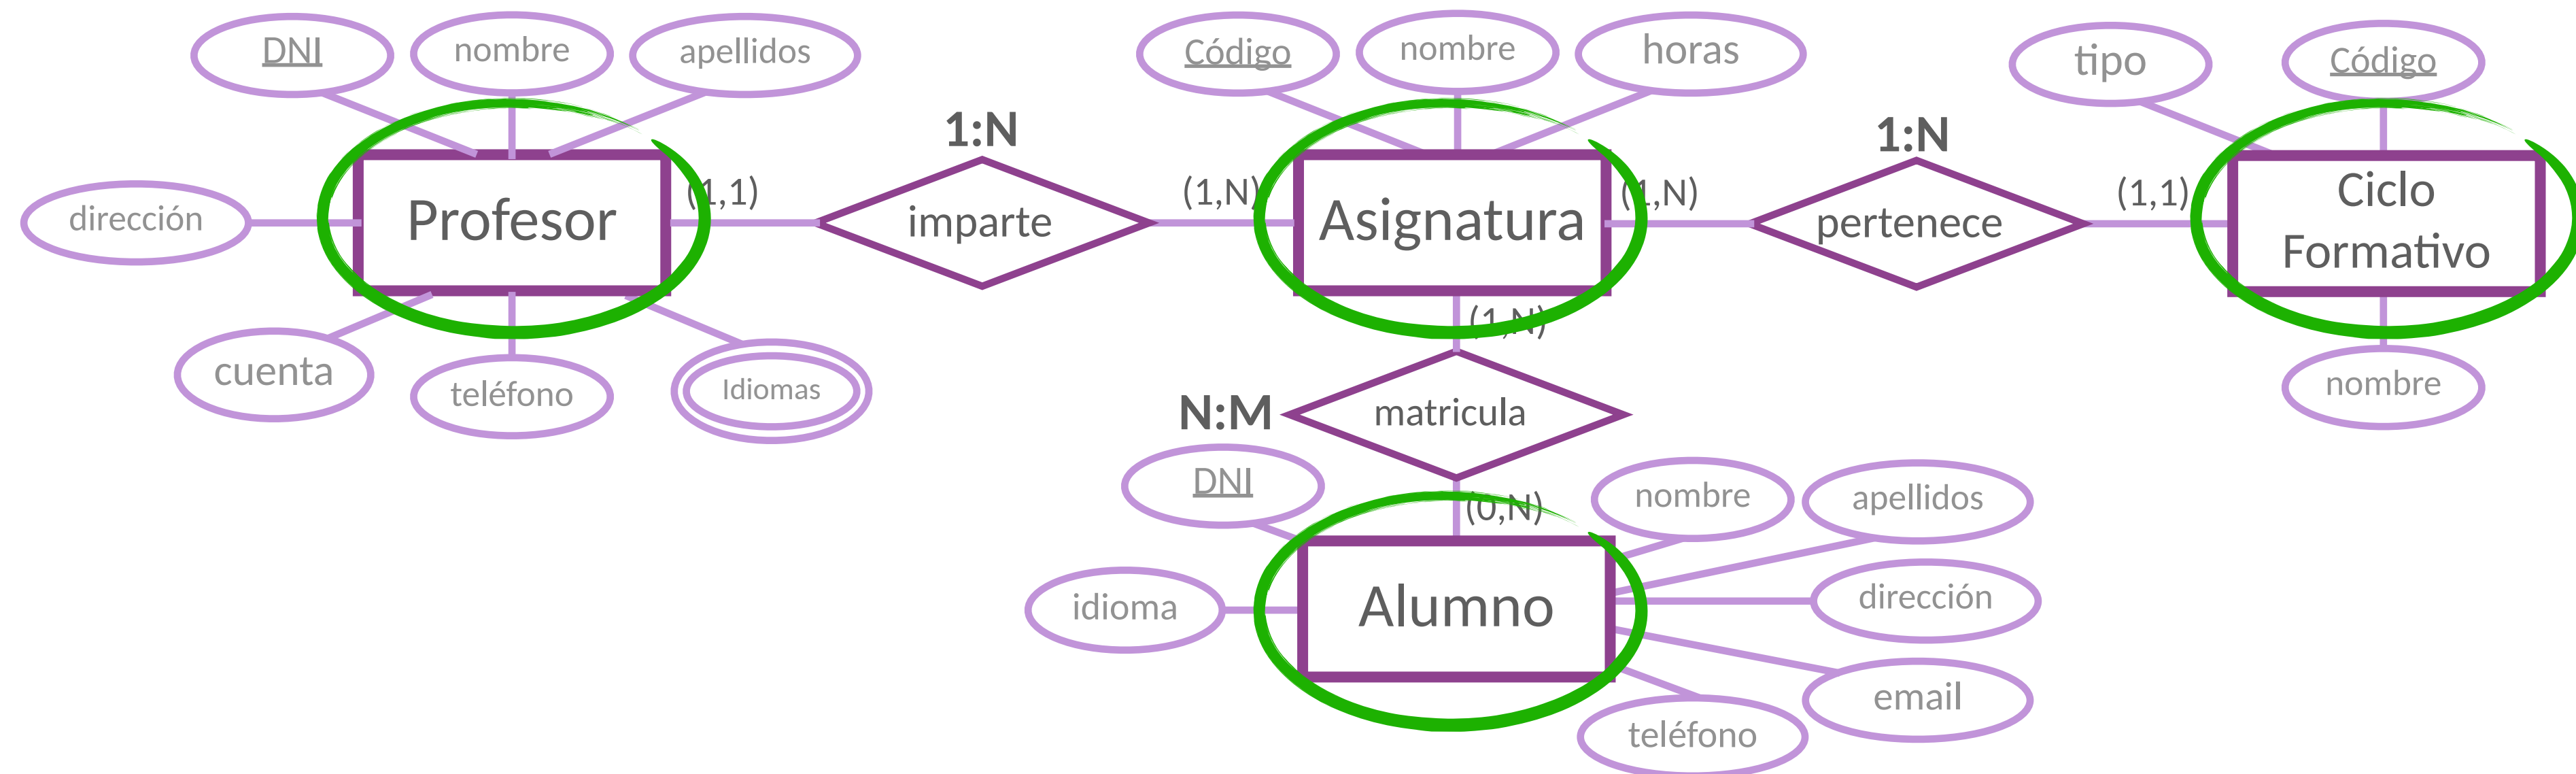 DNI
nombre
apellidos
Código
nombre
horas
tipo
Código
1:N
1:N
dirección
Profesor
(1,1)
imparte
(1,N)
Asignatura
(1,N)
pertenece
(1,1)
Ciclo
Formativo
cuenta
teléfono
Idiomas
(1,N)
nombre
N:M
matricula
DNI
(0,N)
nombre
apellidos
idioma
Alumno
dirección
email
teléfono